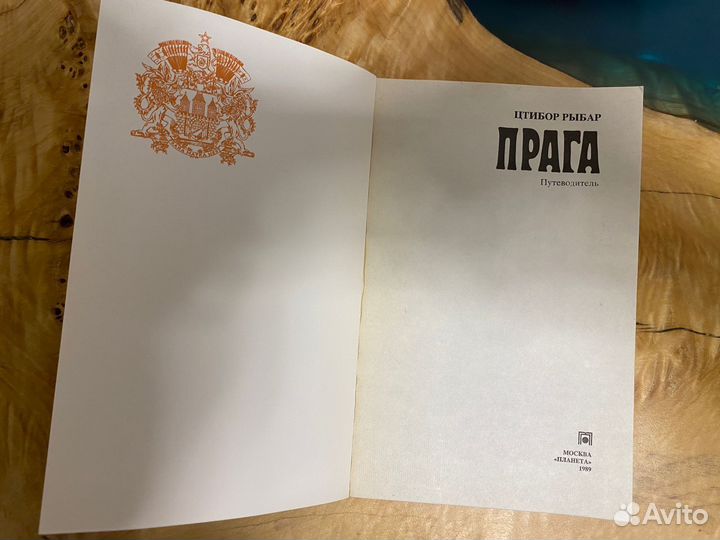 ЦТИБОР РЫБАР
ПРАГА
Путеводитель
МОСКВА
«ПЛАНЕТА»
1989
Avito